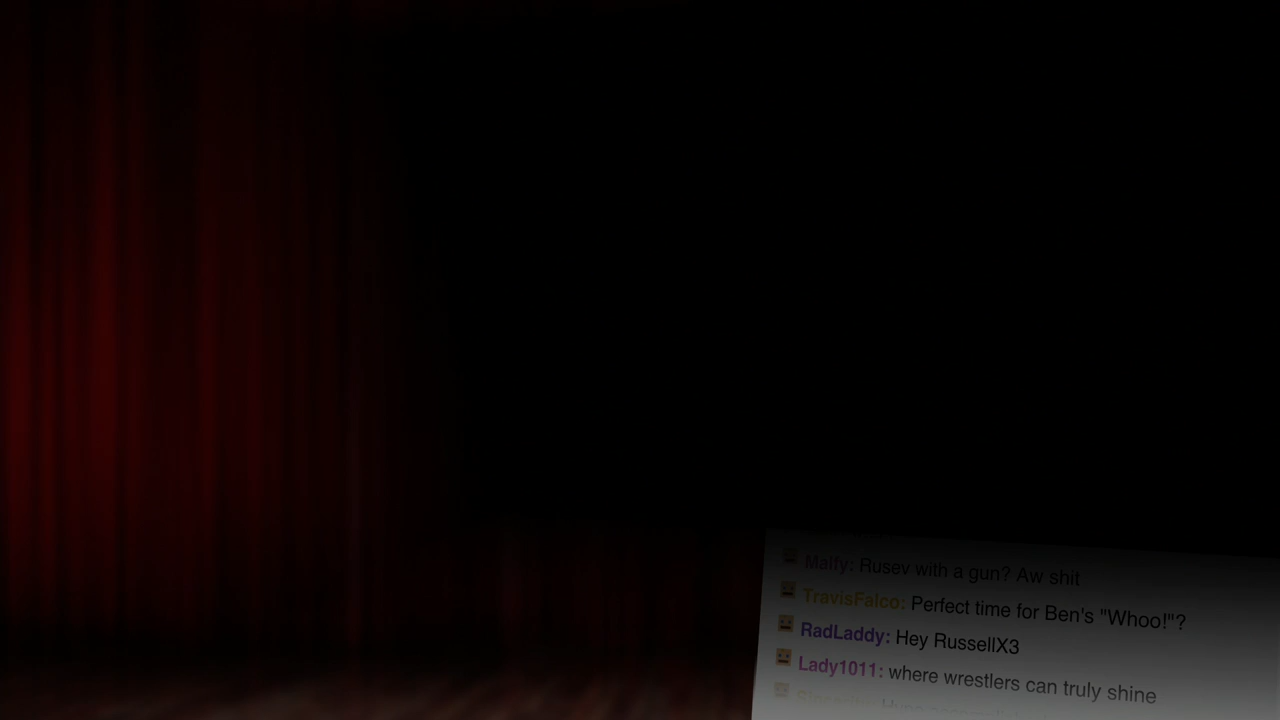 Malfy: Rusev with a gun? Aw shit
TravisFalco: Perfect time for Ben's "Whoo!"?
RadLaddy: Hey RussellX3
Lady1011: where wrestlers can truly shine